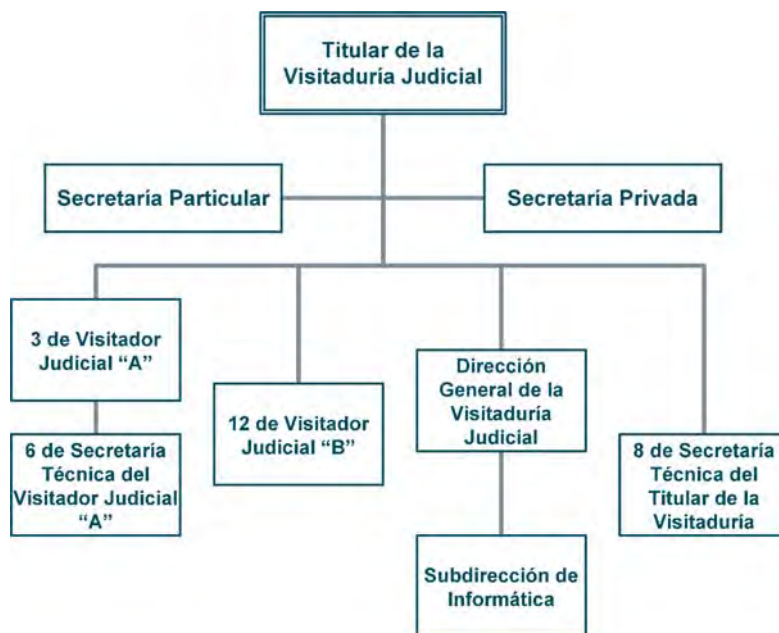 Titular de la
Visitaduría Judicial
Secretaría Particular
Secretaría Privada
3 de Visitador
Judicial “A”
6 de Secretaría
Técnica del
Visitador Judicial
“A”
12 de Visitador
Judicial “B”
Dirección
General de la
Visitaduría
Judicial
Subdirección de
Informática
8 de Secretaría
Técnica del
Titular de la
Visitaduría